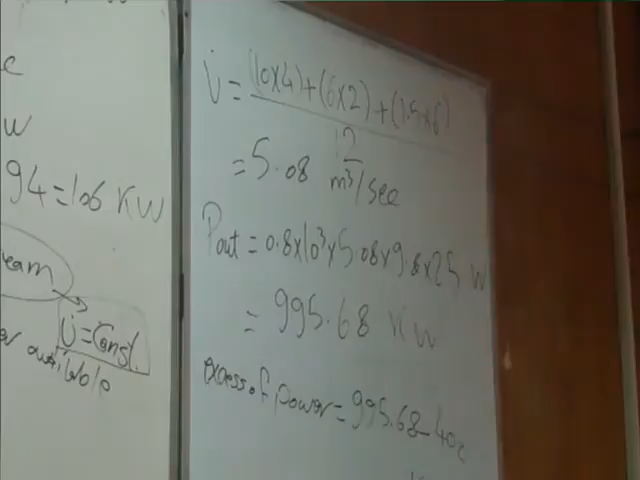 e
w
94 = 106 KW
eam
U̇ = Const.
V̇ = (10×4)+(6×2)+(1.5×6)
12
= 5.08 m³/sec
Pout = 0.8×10³×5.08×9.8×25 W
= 995.68 KW
excess of power = 995.68 - 40